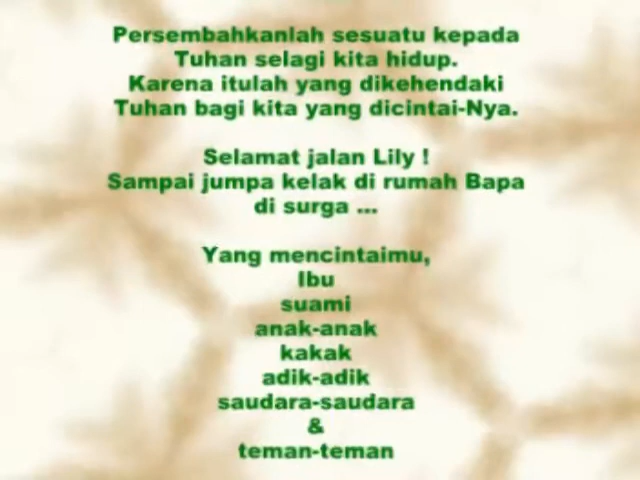 Persembahkanlah sesuatu kepada
Tuhan selagi kita hidup.
Karena itulah yang dikehendaki
Tuhan bagi kita yang dicintai-Nya.
Selamat jalan Lily !
Sampai jumpa kelak di rumah Bapa
di surga ...
Yang mencintaimu,
Ibu
suami
anak-anak
kakak
adik-adik
saudara-saudara
&
teman-teman